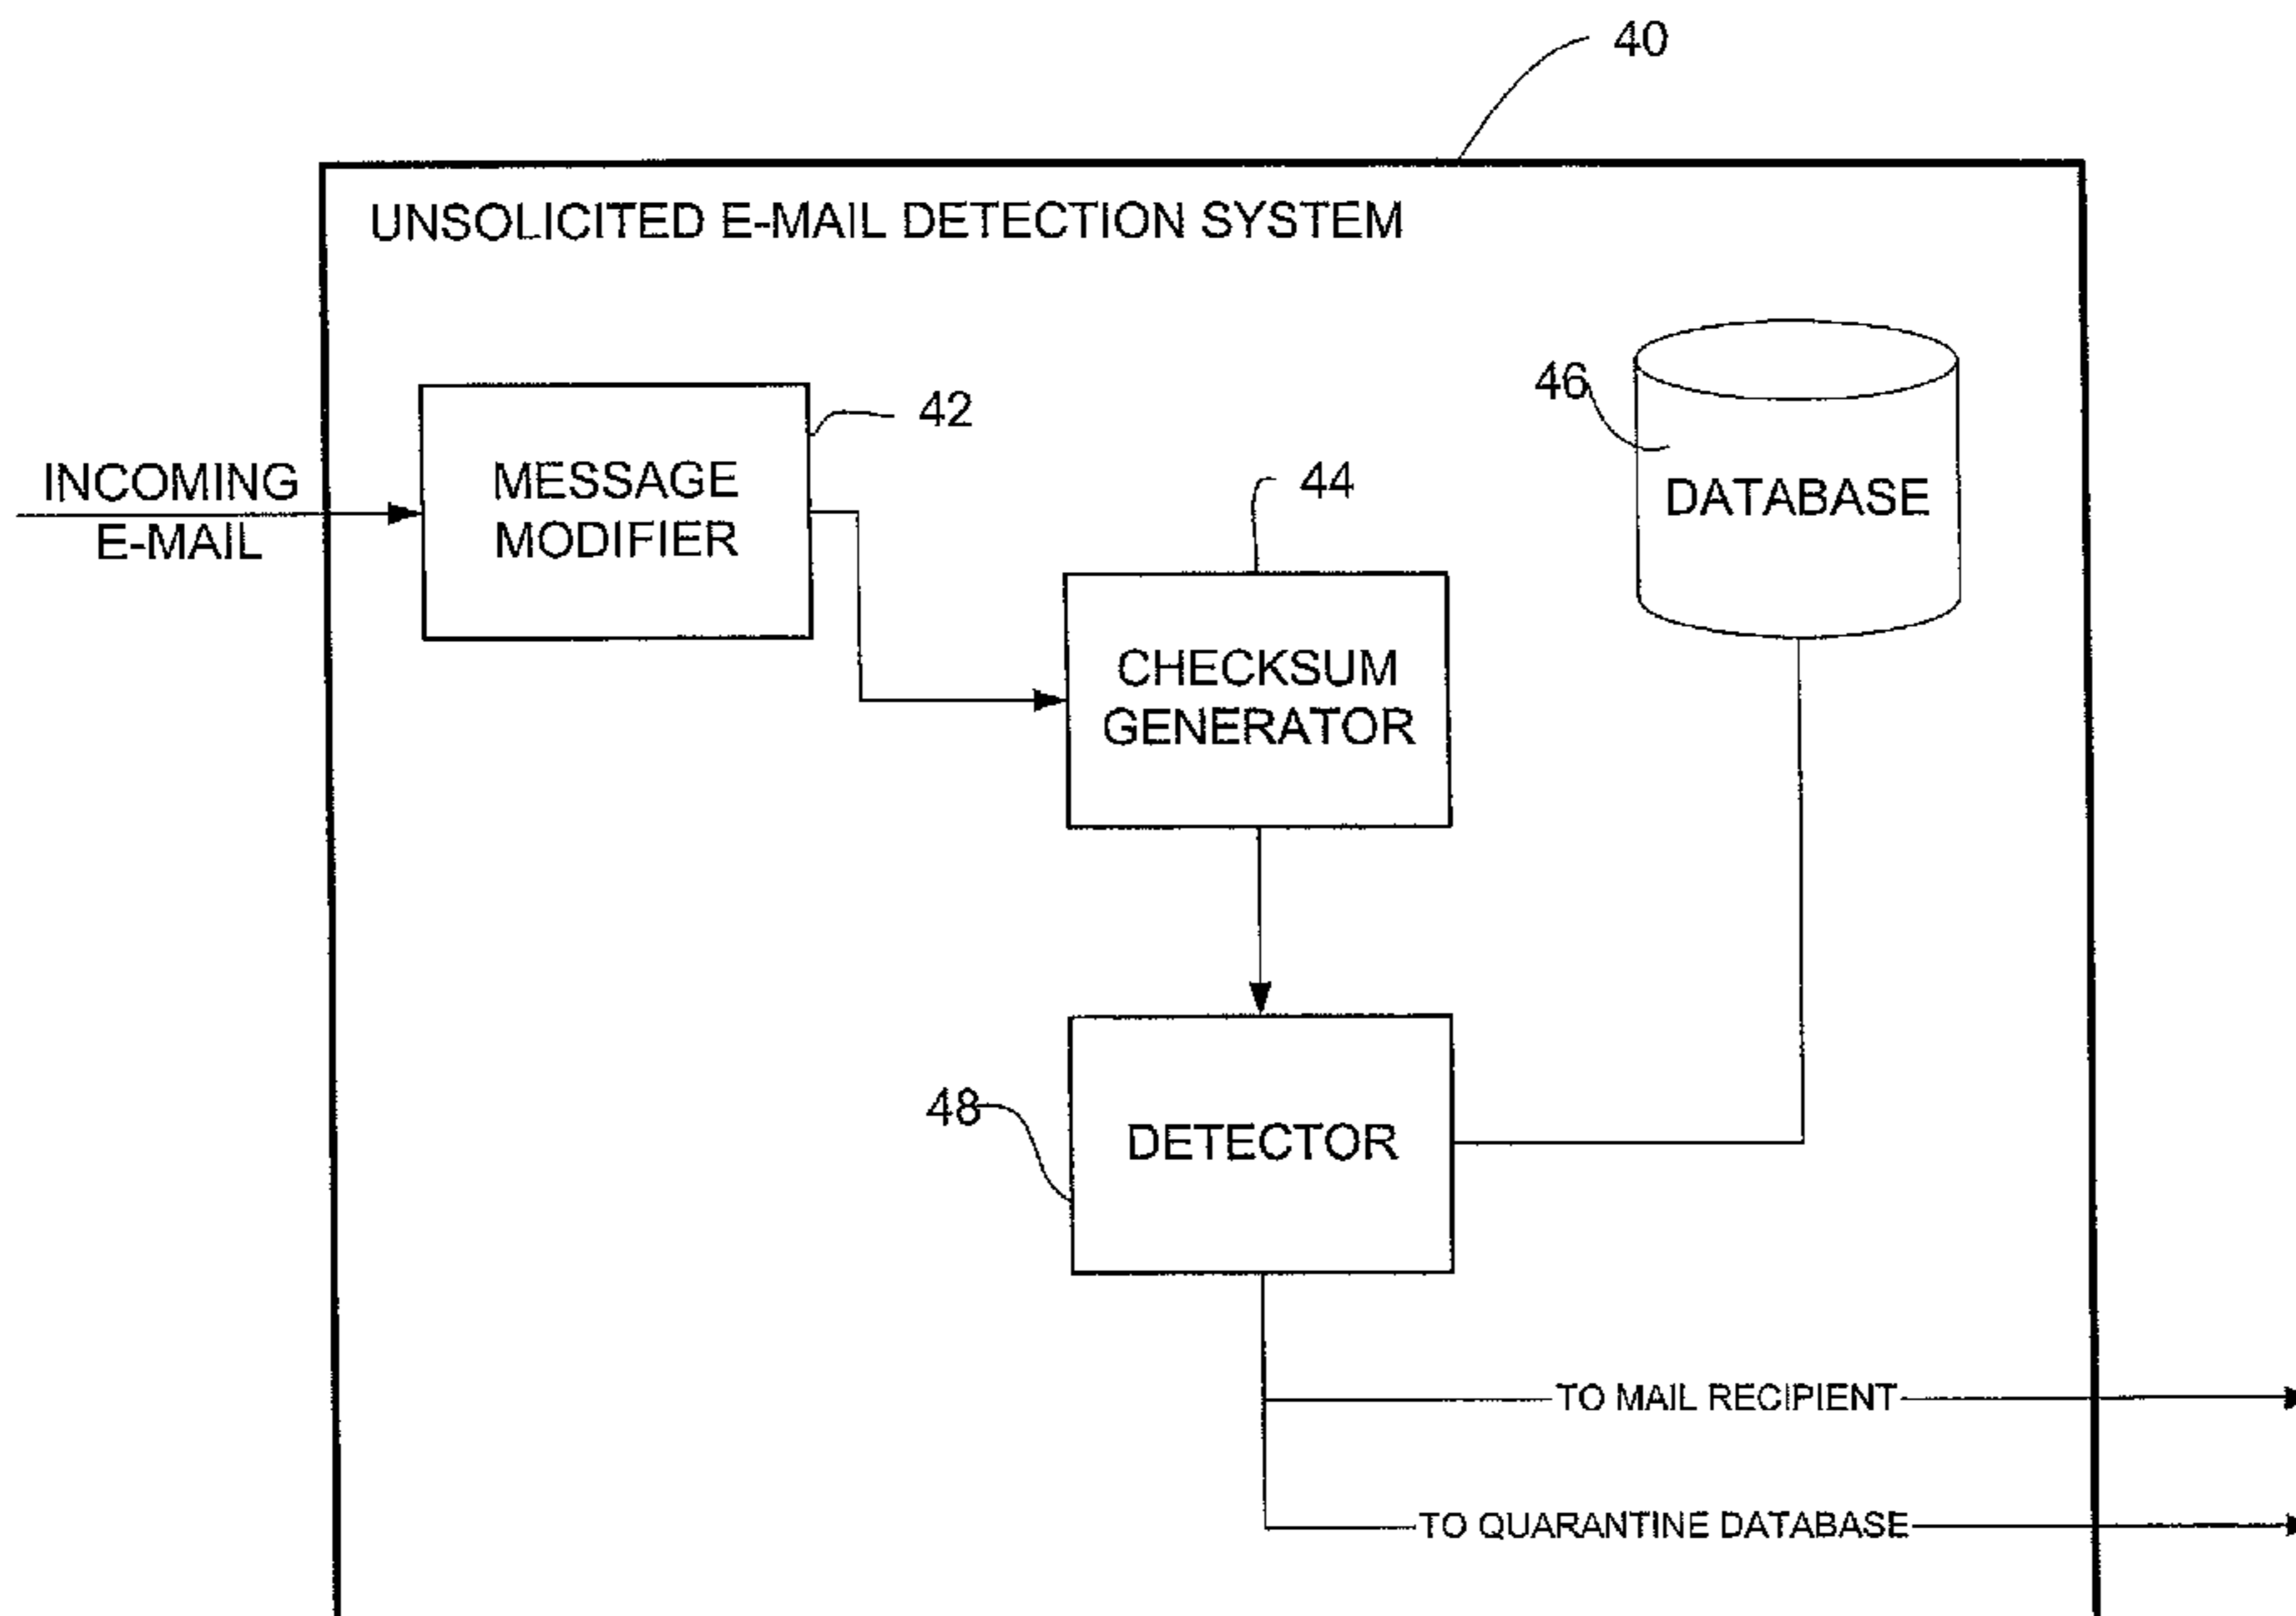 40
UNSOLICITED E-MAIL DETECTION SYSTEM
46
42
INCOMING
E-MAIL
MESSAGE
MODIFIER
44
DATABASE
CHECKSUM
GENERATOR
48
DETECTOR
TO MAIL RECIPIENT
TO QUARANTINE DATABASE